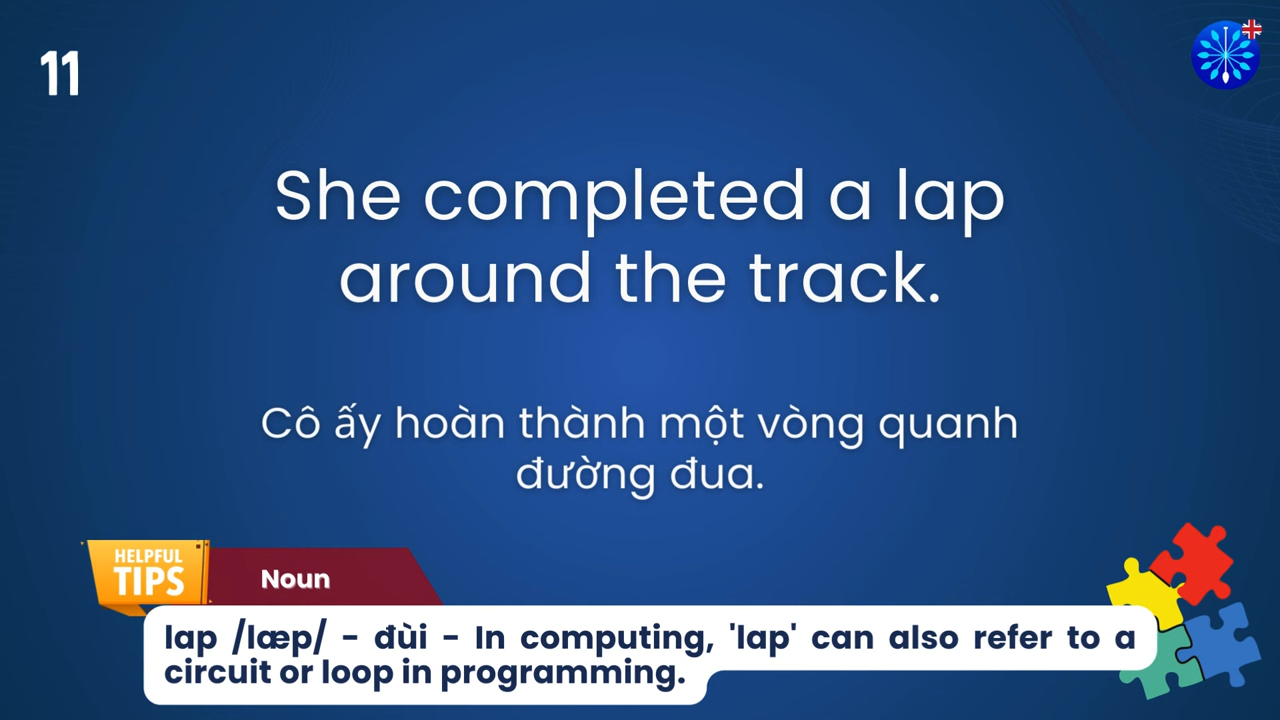 11
She completed a lap
around the track.
Cô ấy hoàn thành một vòng quanh
đường đua.
HELPFUL
TIPS
Noun
lap /læp/ - đùi - In computing, 'lap' can also refer to a
circuit or loop in programming.